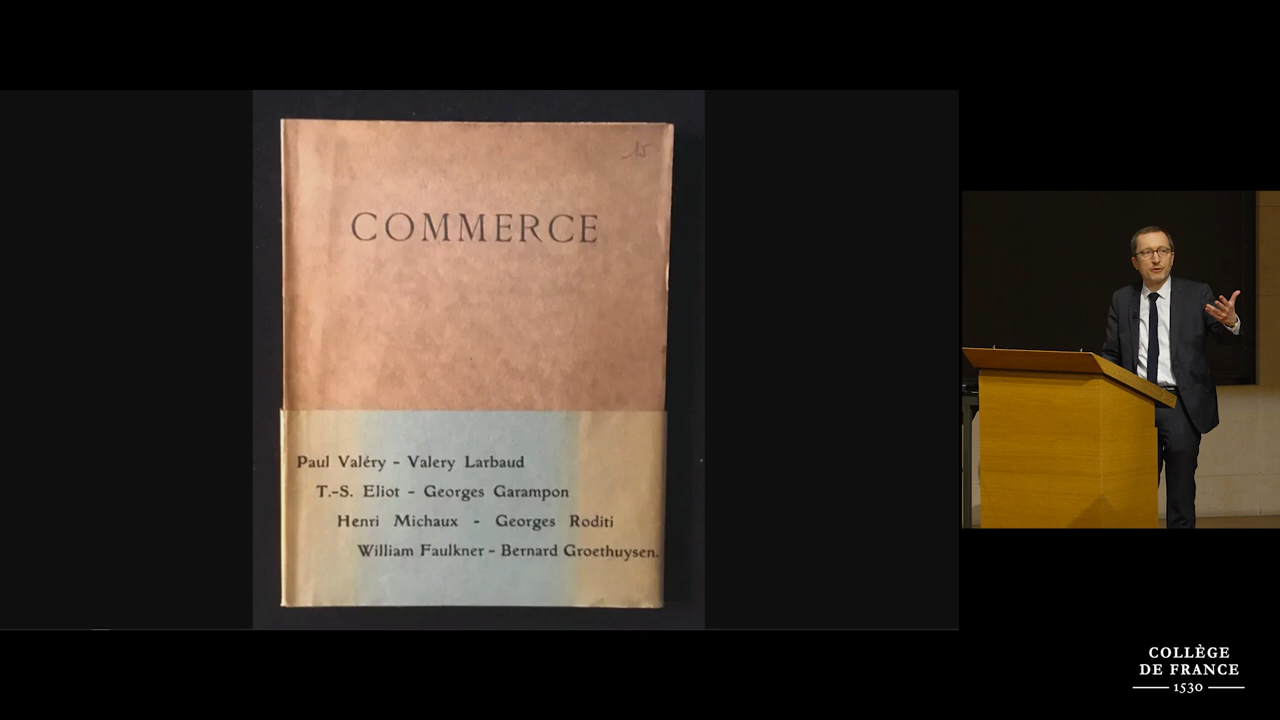 15
COMMERCE
Paul Valéry - Valery Larbaud
T.-S. Eliot - Georges Garampon
Henri Michaux - Georges Roditi
William Faulkner - Bernard Groethuysen.
COLLÈGE
DE FRANCE
1530